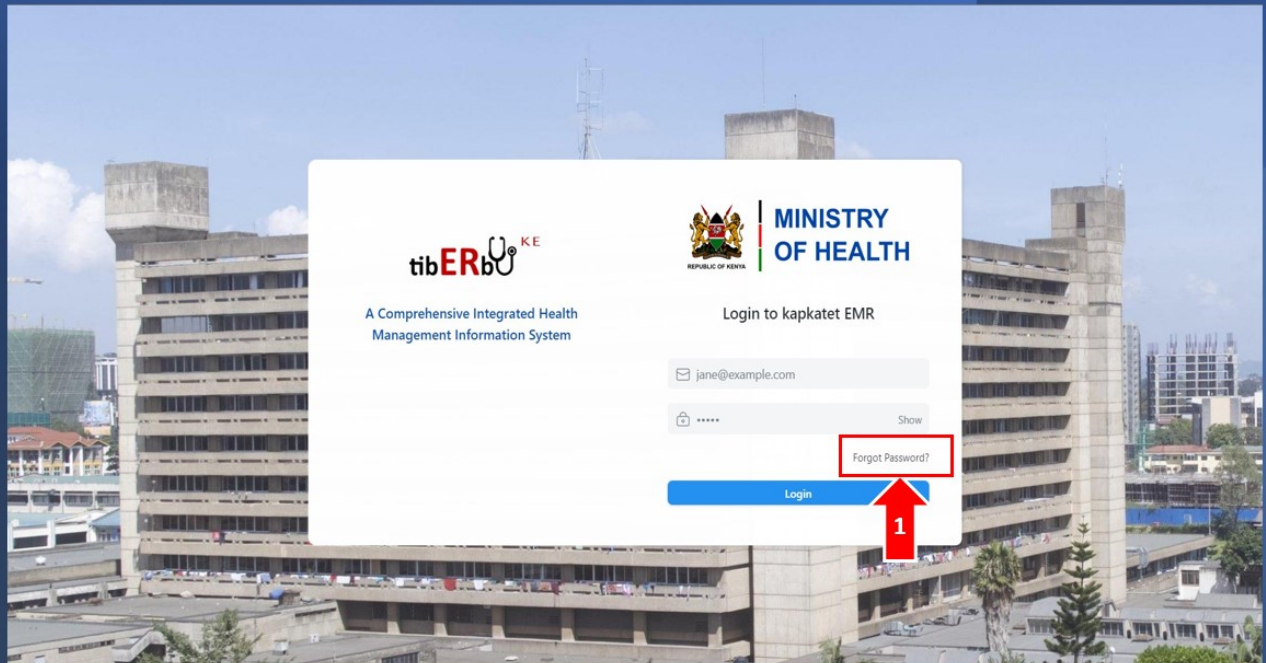 tibERbU KE
A Comprehensive Integrated Health
Management Information System
MINISTRY
OF HEALTH
REPUBLIC OF KENYA
Login to kapkatet EMR
jane@example.com
•••••
Show
Forgot Password?
Login
1